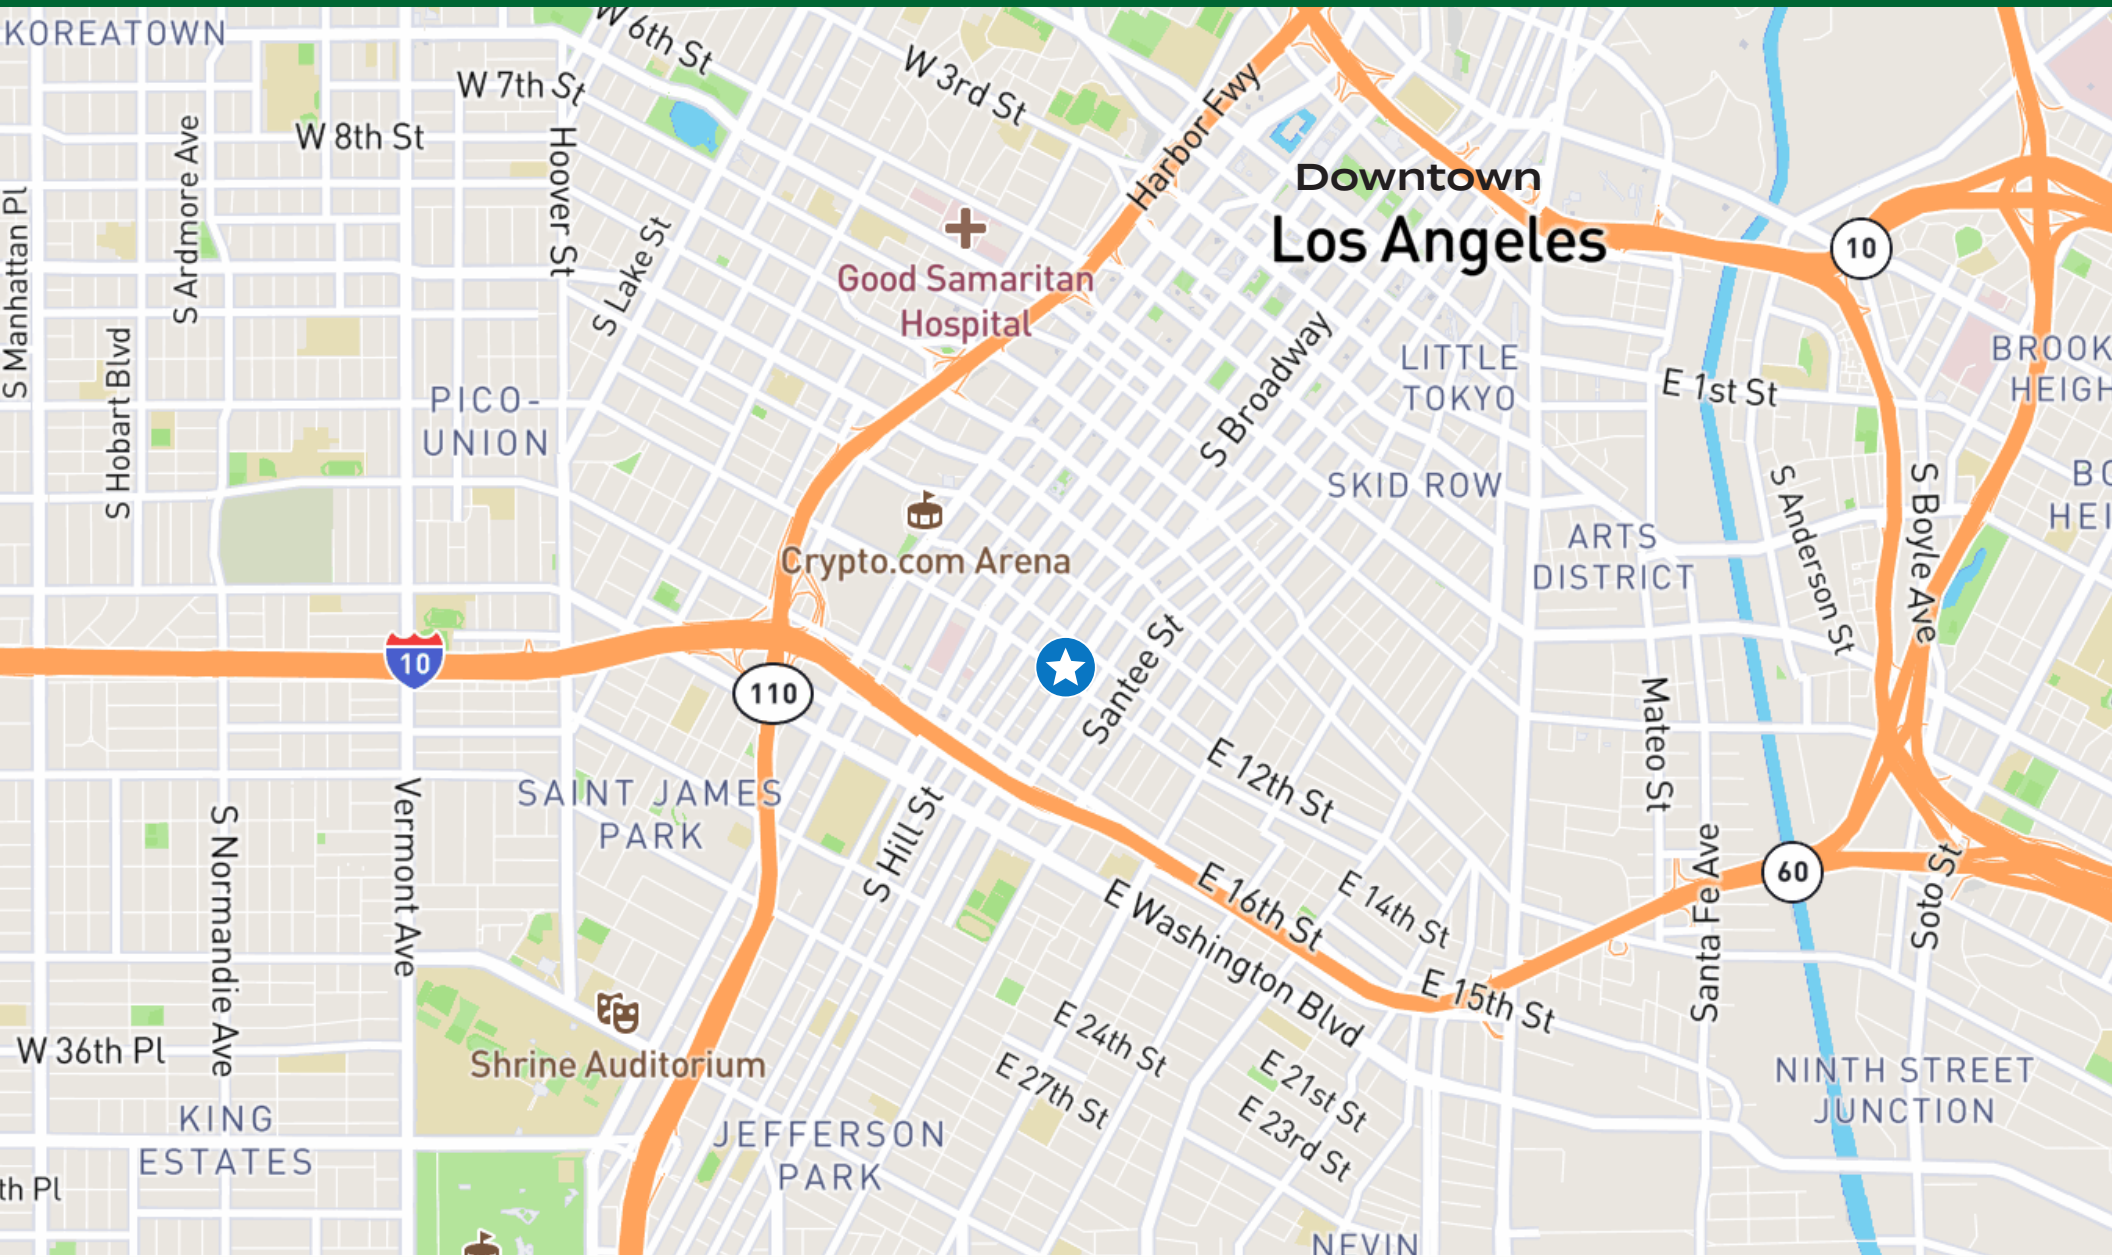 KOREATOWN
W 6th St
W 7th St
W 3rd St
W 8th St
Harbor Fwy
Hoover St
S Ardmore Ave
S Manhattan Pl
S Lake St
Downtown
Los Angeles
10
Good Samaritan
Hospital
S Hobart Blvd
PICO-
UNION
S Broadway
LITTLE
TOKYO
E 1st St
BROOK
HEIGH
SKID ROW
S Anderson St
S Boyle Ave
BO
HEI
Crypto.com Arena
ARTS
DISTRICT
10
110
Santee St
Mateo St
E 12th St
SAINT JAMES
PARK
S Hill St
Vermont Ave
S Normandie Ave
E 16th St
E 14th St
E Washington Blvd
E 15th St
60
Santa Fe Ave
Soto St
W 36th Pl
Shrine Auditorium
E 24th St
E 27th St
E 21st St
E 23rd St
NINTH STREET
JUNCTION
KING
ESTATES
JEFFERSON
PARK
th Pl
NEVIN